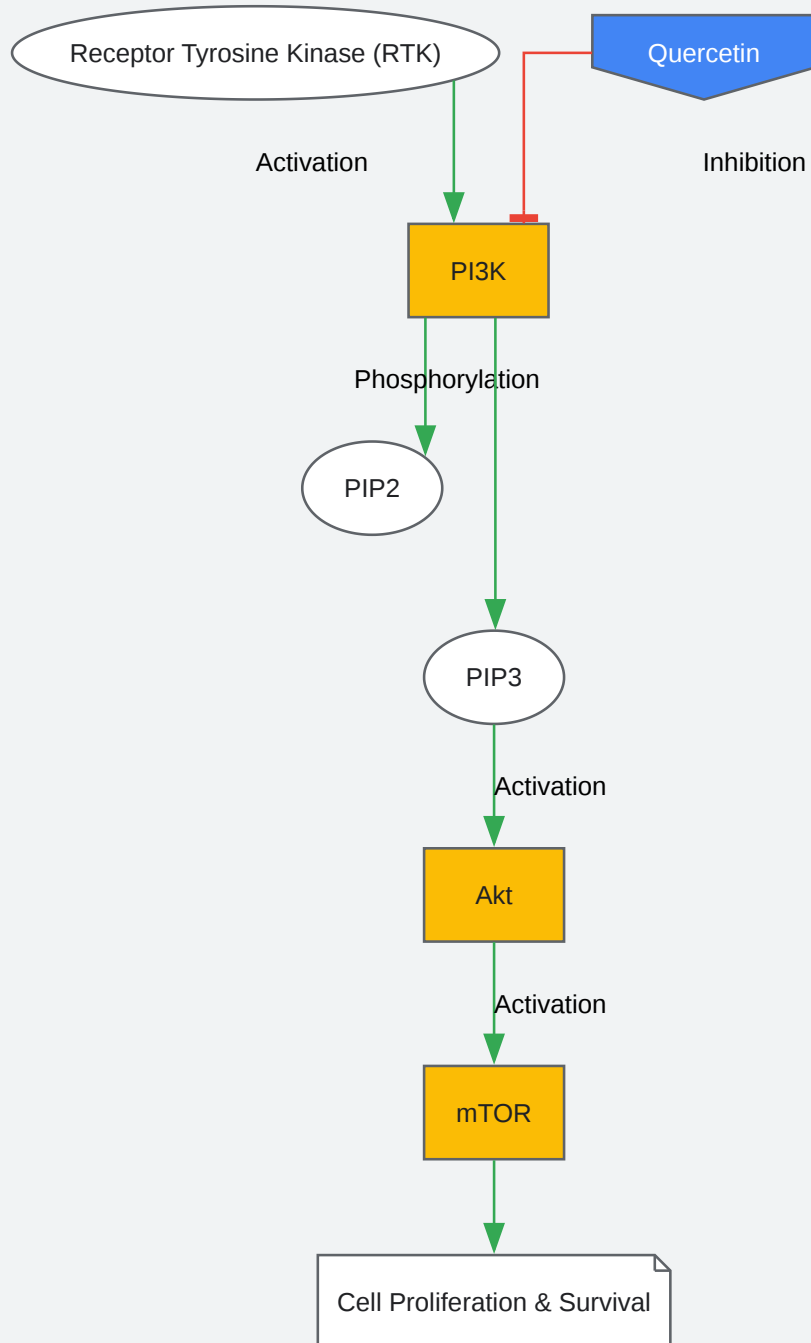 Receptor Tyrosine Kinase (RTK)
Quercetin
Activation
Inhibition
PI3K
Phosphorylation
PIP2
PIP3
Activation
Akt
Activation
mTOR
Cell Proliferation & Survival